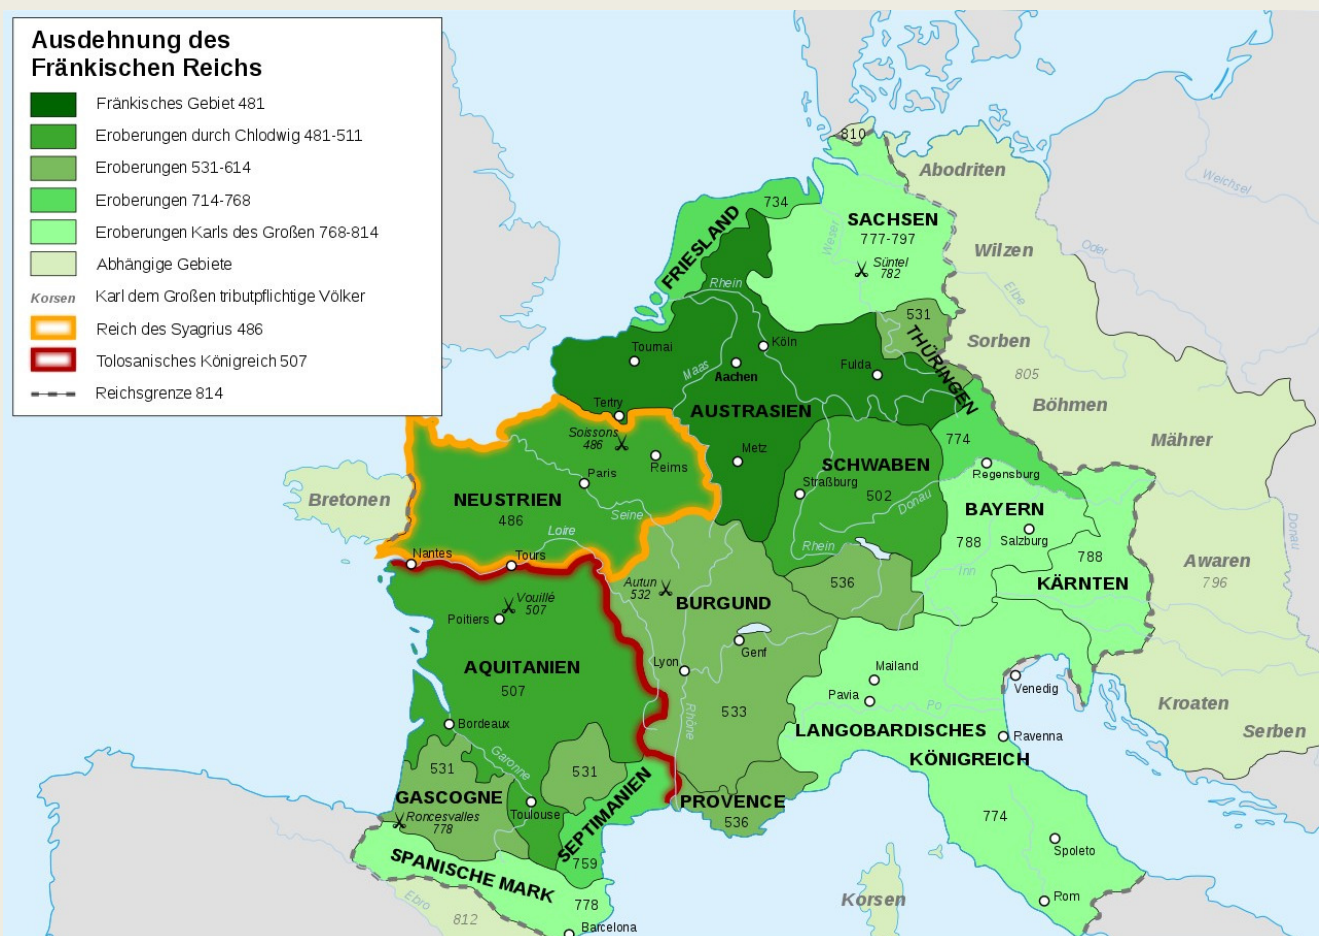 Ausdehnung des
Fränkischen Reichs
Fränkisches Gebiet 481
Eroberungen durch Chlodwig 481-511
Eroberungen 531-614
Eroberungen 714-768
Eroberungen Karls des Großen 768-814
Abhängige Gebiete
Korsen Karl dem Großen tributpflichtige Völker
Reich des Syagrius 486
Tolosanisches Königreich 507
Reichsgrenze 814
810
Abodriten
Weichsel
734
FRIESLAND
SACHSEN
777-797
Weser
Süntel
782
Wilzen
Oder
Elbe
Rhein
531
THÜRINGEN
Sorben
805
Böhmen
Mährer
Tournai
Köln
Maas
Aachen
Fulda
Tertry
AUSTRASIEN
Soissons
486
Reims
Metz
774
Regensburg
SCHWABEN
Straßburg
502
Donau
Paris
NEUSTRIEN
486
Seine
Bretonen
Loire
Nantes
Tours
BAYERN
788
Salzburg
Rhein
Inn
788
KÄRNTEN
Donau
Awaren
796
536
Autun
532
BURGUND
Vouillé
507
Poitiers
Genf
Lyon
AQUITANIEN
507
Mailand
Pavia
Po
Venedig
Kroaten
Serben
533
Rhône
LANGOBARDISCHES
KÖNIGREICH
Ravenna
Bordeaux
Garonne
531
531
GASCOGNE
Roncesvalles
778
Toulouse
SEPTIMANIEN
759
PROVENCE
536
774
Spoleto
Rom
SPANISCHE MARK
778
Ebro
812
Barcelona
Korsen